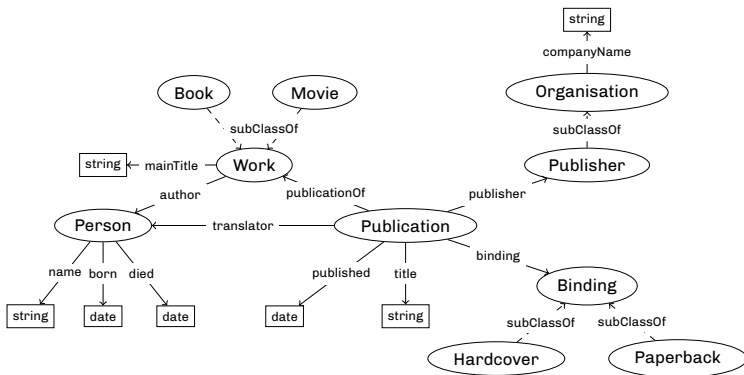 string
companyName
Organisation
Book
Movie
subClassOf
subClassOf
string
mainTitle
Work
Publisher
author
publicationOf
publisher
Person
translator
Publication
name
born
died
published
title
binding
Binding
string
date
date
date
string
subClassOf
subClassOf
Hardcover
Paperback